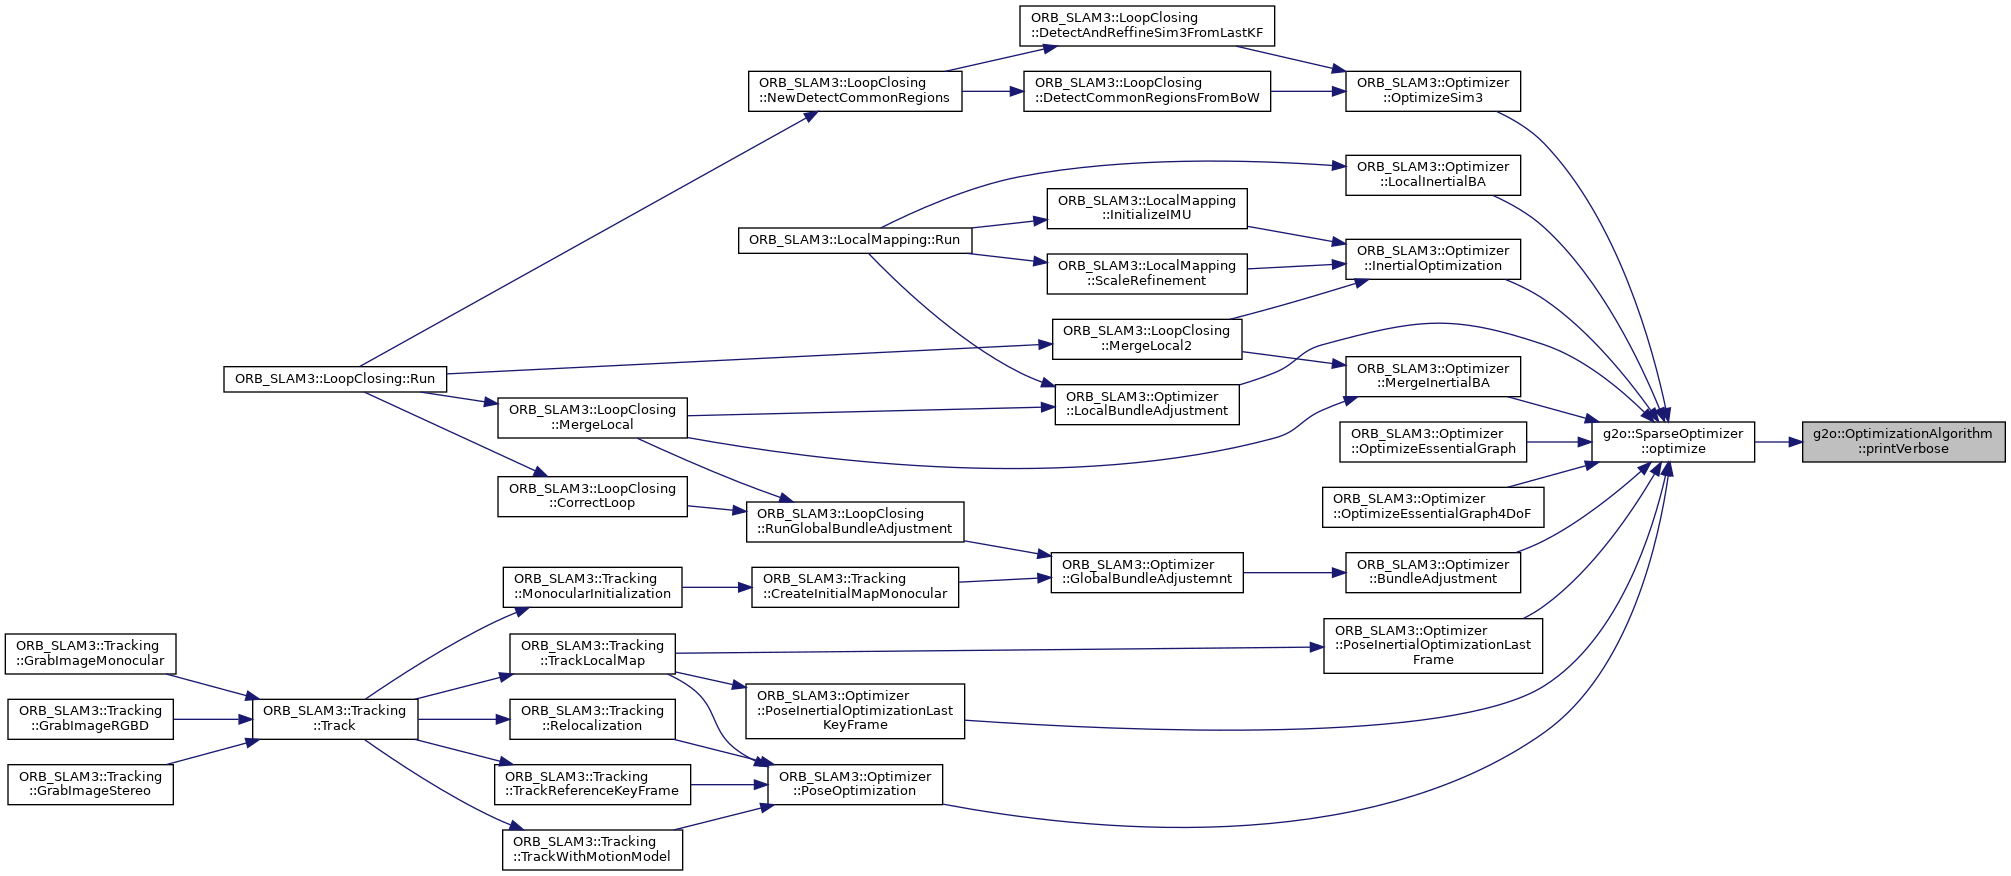 ORB_SLAM3::LoopClosing
::DetectAndReffineSim3FromLastKF
ORB_SLAM3::LoopClosing
::NewDetectCommonRegions
ORB_SLAM3::LoopClosing
::DetectCommonRegionsFromBoW
ORB_SLAM3::Optimizer
::OptimizeSim3
ORB_SLAM3::Optimizer
::LocalInertialBA
ORB_SLAM3::LocalMapping
::InitializeIMU
ORB_SLAM3::LocalMapping::Run
ORB_SLAM3::Optimizer
::InertialOptimization
ORB_SLAM3::LocalMapping
::ScaleRefinement
ORB_SLAM3::LoopClosing
::MergeLocal2
ORB_SLAM3::LoopClosing::Run
ORB_SLAM3::Optimizer
::MergeInertialBA
ORB_SLAM3::Optimizer
::LocalBundleAdjustment
ORB_SLAM3::LoopClosing
::MergeLocal
ORB_SLAM3::Optimizer
::OptimizeEssentialGraph
g2o::SparseOptimizer
::optimize
g2o::OptimizationAlgorithm
::printVerbose
ORB_SLAM3::LoopClosing
::CorrectLoop
ORB_SLAM3::Optimizer
::OptimizeEssentialGraph4DoF
ORB_SLAM3::LoopClosing
::RunGlobalBundleAdjustment
ORB_SLAM3::Optimizer
::GlobalBundleAdjustemnt
ORB_SLAM3::Optimizer
::BundleAdjustment
ORB_SLAM3::Tracking
::MonocularInitialization
ORB_SLAM3::Tracking
::CreateInitialMapMonocular
ORB_SLAM3::Optimizer
::PoseInertialOptimizationLast
Frame
ORB_SLAM3::Tracking
::GrabImageMonocular
ORB_SLAM3::Tracking
::TrackLocalMap
ORB_SLAM3::Optimizer
::PoseInertialOptimizationLast
KeyFrame
ORB_SLAM3::Tracking
::GrabImageRGBD
ORB_SLAM3::Tracking
::Track
ORB_SLAM3::Tracking
::Relocalization
ORB_SLAM3::Tracking
::GrabImageStereo
ORB_SLAM3::Tracking
::TrackReferenceKeyFrame
ORB_SLAM3::Optimizer
::PoseOptimization
ORB_SLAM3::Tracking
::TrackWithMotionModel